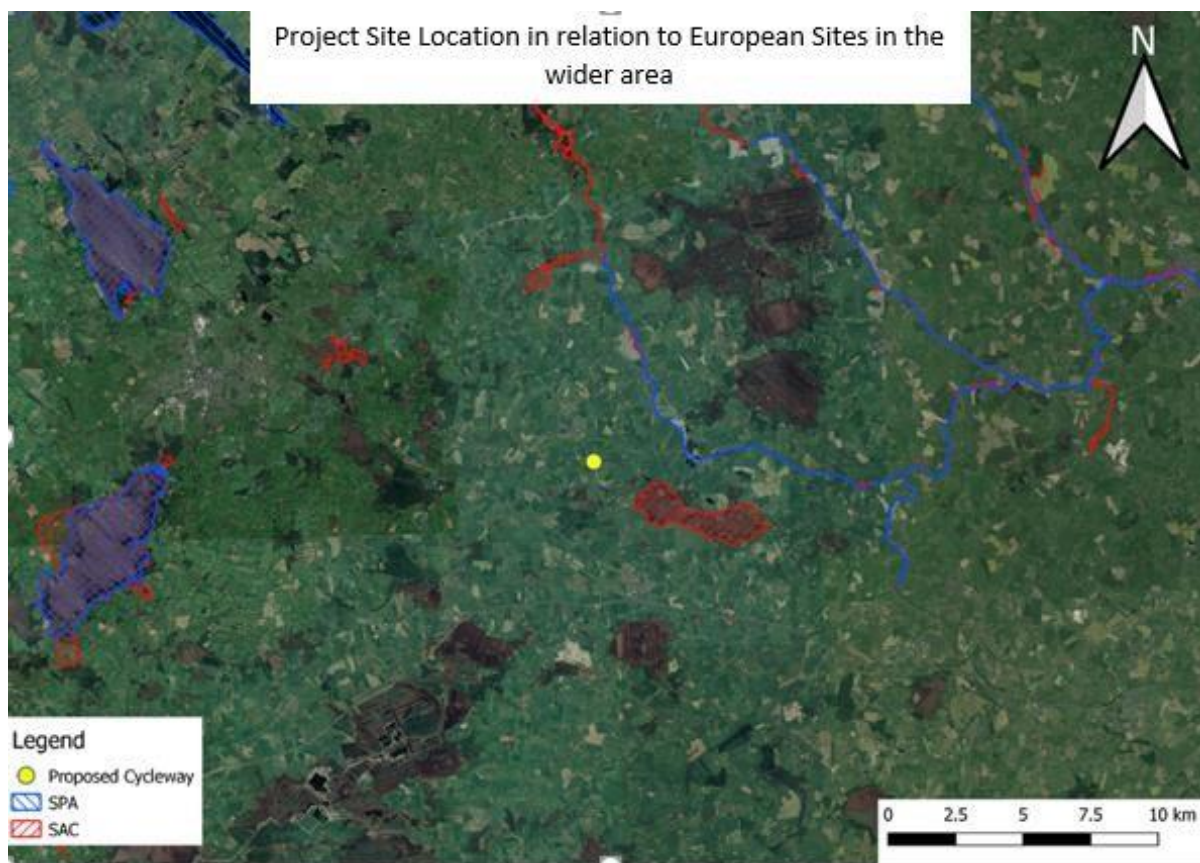 Project Site Location in relation to European Sites in the
wider area
N
Legend
Proposed Cycleway
SPA
SAC
0 2.5 5 7.5 10 km